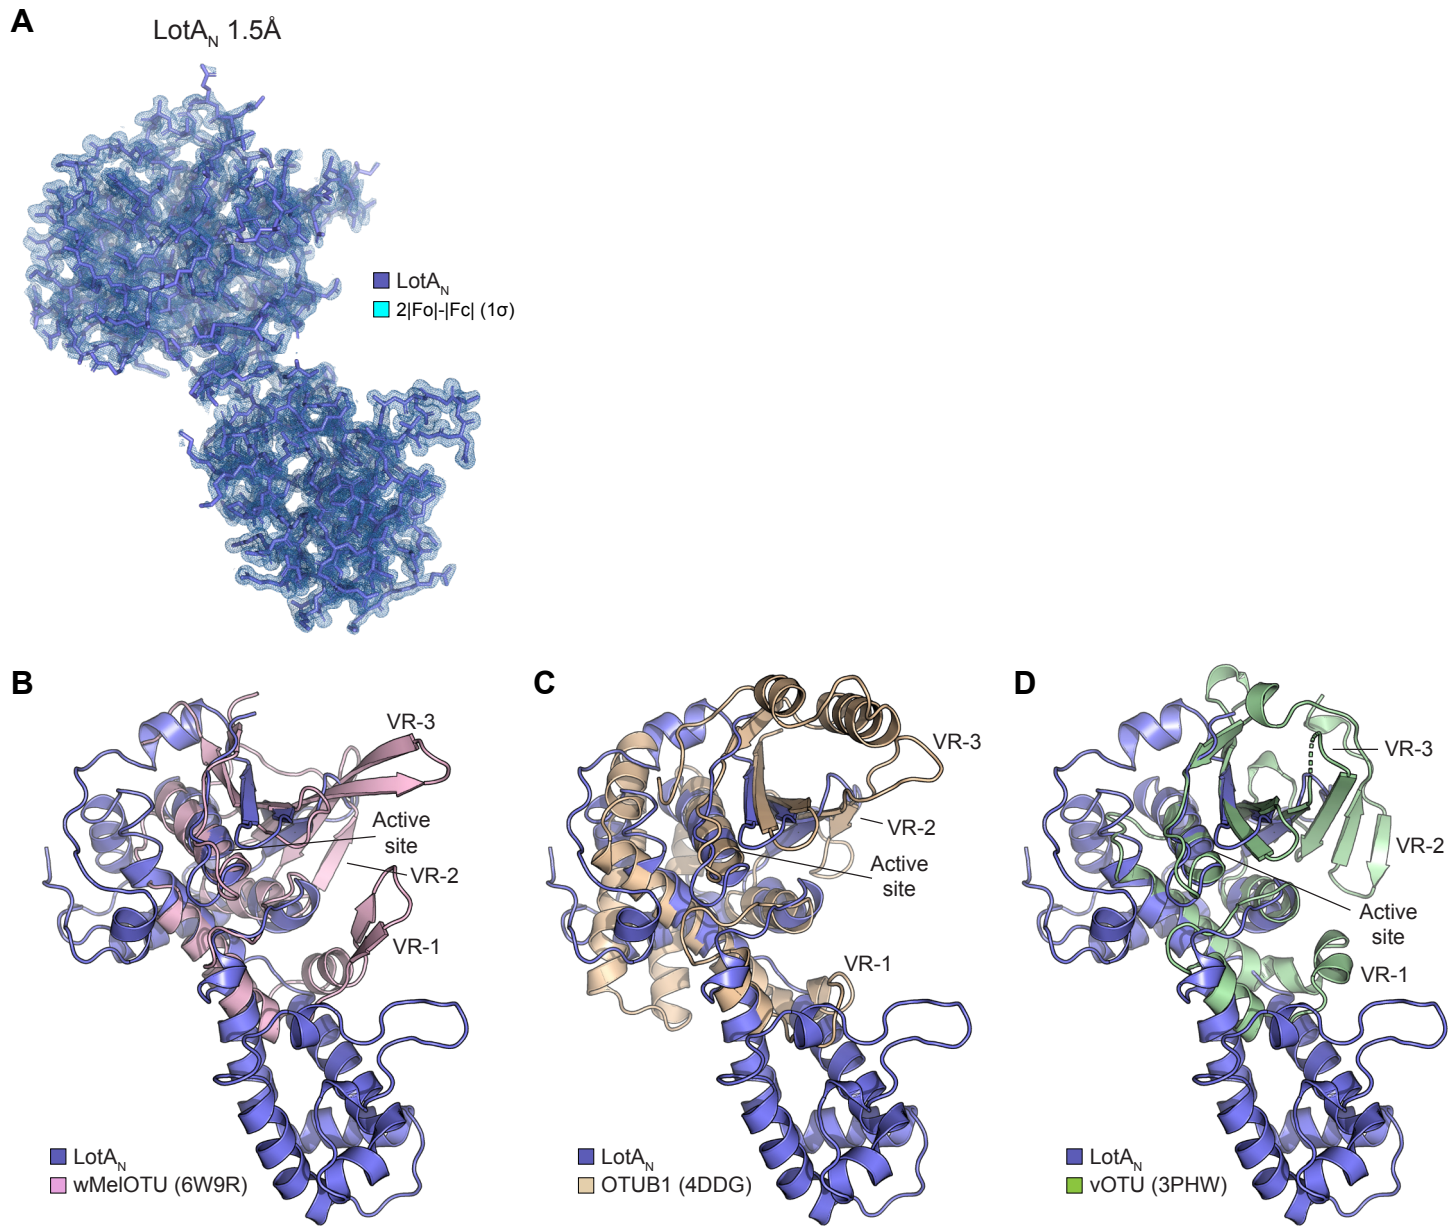 A
LotA_N 1.5Å
LotA_N
2|Fo|-|Fc| (1σ)
B
VR-3
Active
site
VR-2
VR-1
LotA_N
wMelOTU (6W9R)
C
VR-3
VR-2
Active
site
VR-1
LotA_N
OTUB1 (4DDG)
D
VR-3
VR-2
Active
site
VR-1
LotA_N
vOTU (3PHW)